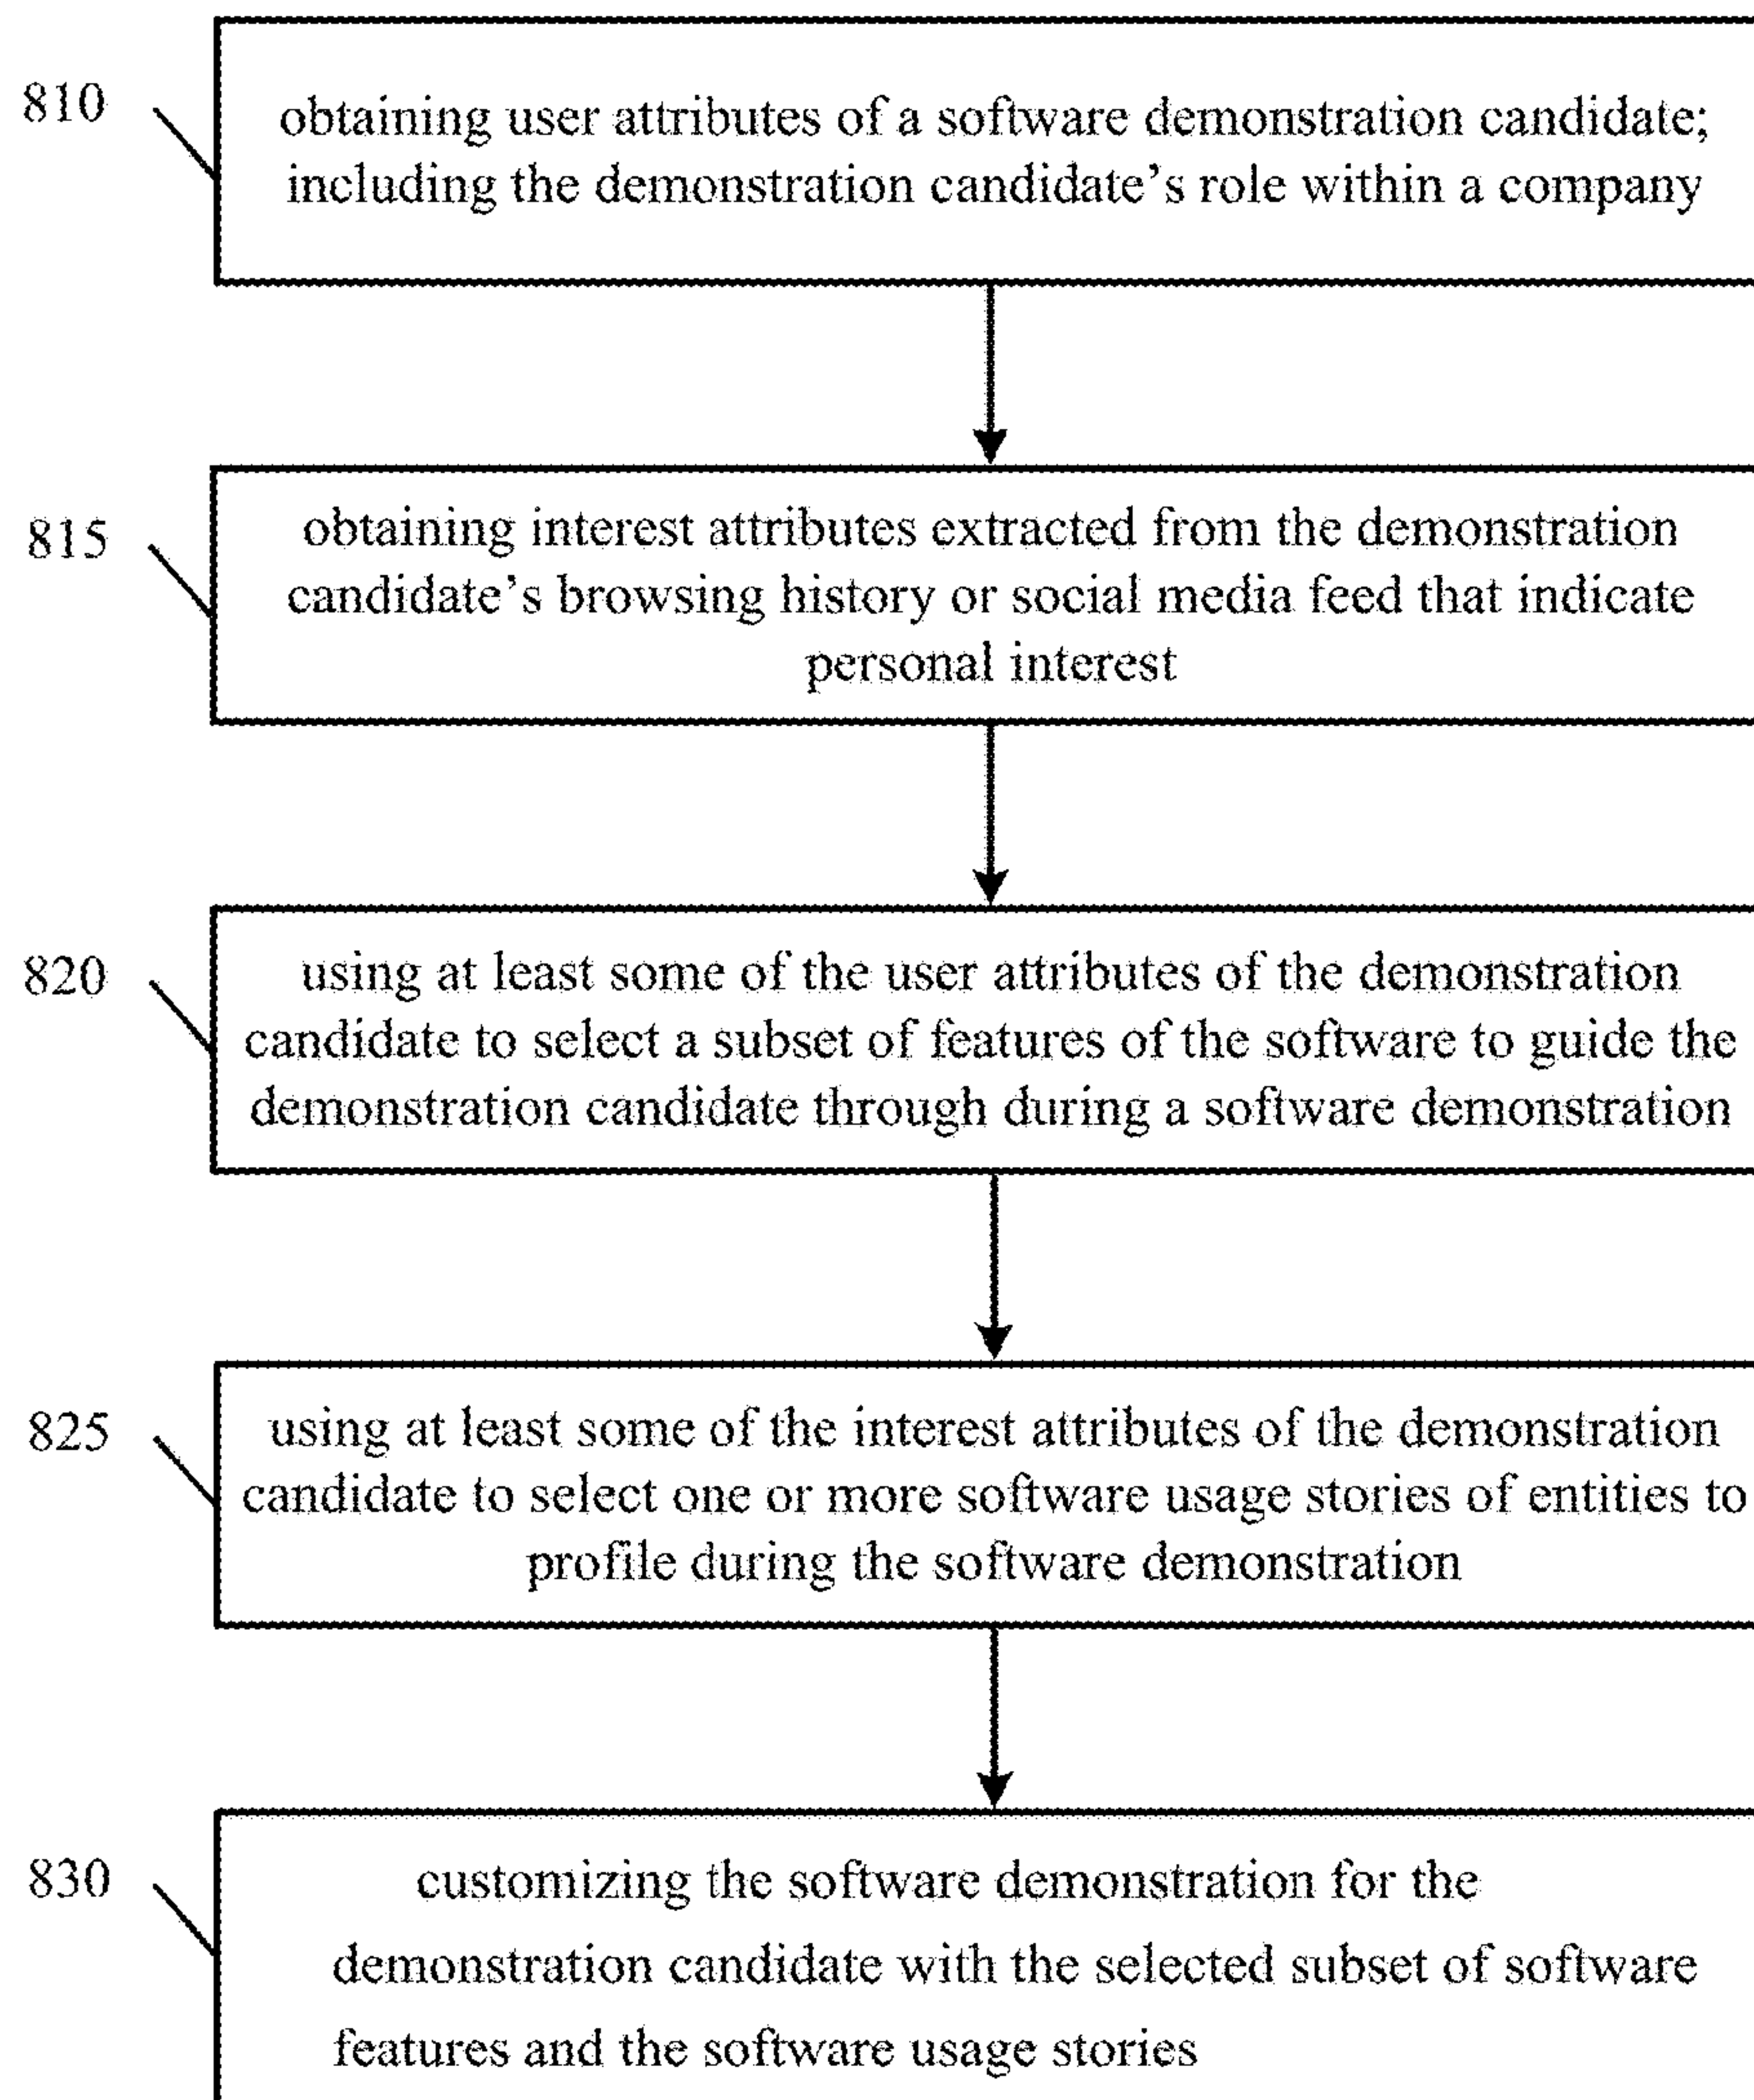 810
obtaining user attributes of a software demonstration candidate;
including the demonstration candidate's role within a company
815
obtaining interest attributes extracted from the demonstration
candidate's browsing history or social media feed that indicate
personal interest
820
using at least some of the user attributes of the demonstration
candidate to select a subset of features of the software to guide the
demonstration candidate through during a software demonstration
825
using at least some of the interest attributes of the demonstration
candidate to select one or more software usage stories of entities to
profile during the software demonstration
830
customizing the software demonstration for the
demonstration candidate with the selected subset of software
features and the software usage stories